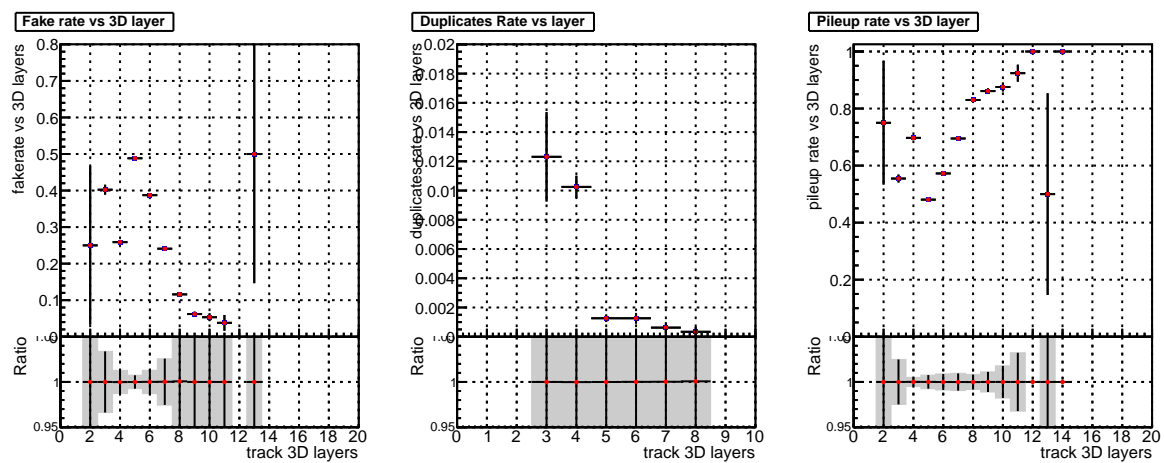 Fake rate vs 3D layer
fakerate vs 3D layers
0.8
0.7
0.6
0.5
0.4
0.3
0.2
0.1
0
Ratio
1
0.95
0 2 4 6 8 10 12 14 16 18 20
track 3D layers
Duplicates Rate vs layer
duplicates rate vs 3D layers
0.02
0.018
0.016
0.014
0.012
0.01
0.008
0.006
0.004
0.002
0
Ratio
1
0.95
0 1 2 3 4 5 6 7 8 9 10
track 3D layers
Pileup rate vs 3D layer
pileup rate vs 3D layers
1
0.8
0.6
0.4
0.2
0
Ratio
1
0.95
0 2 4 6 8 10 12 14 16 18 20
track 3D layers